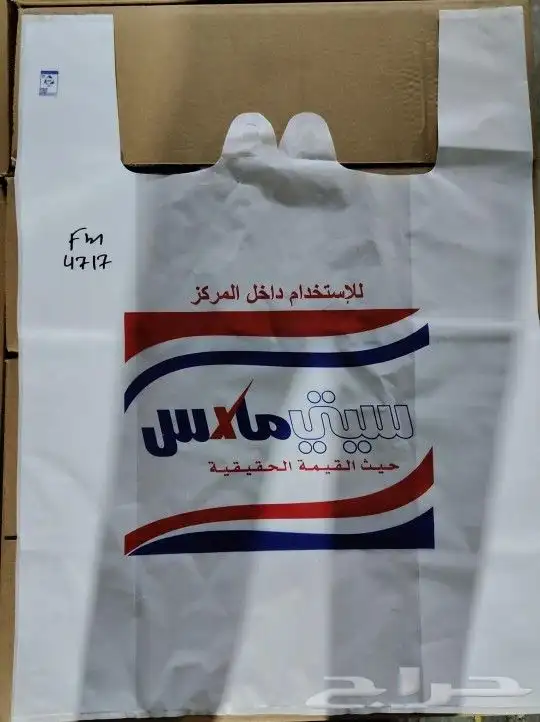 Fm
4717
للإستخدام داخل المركز
سيتي ماكس
حيث القيمة الحقيقية
حراج